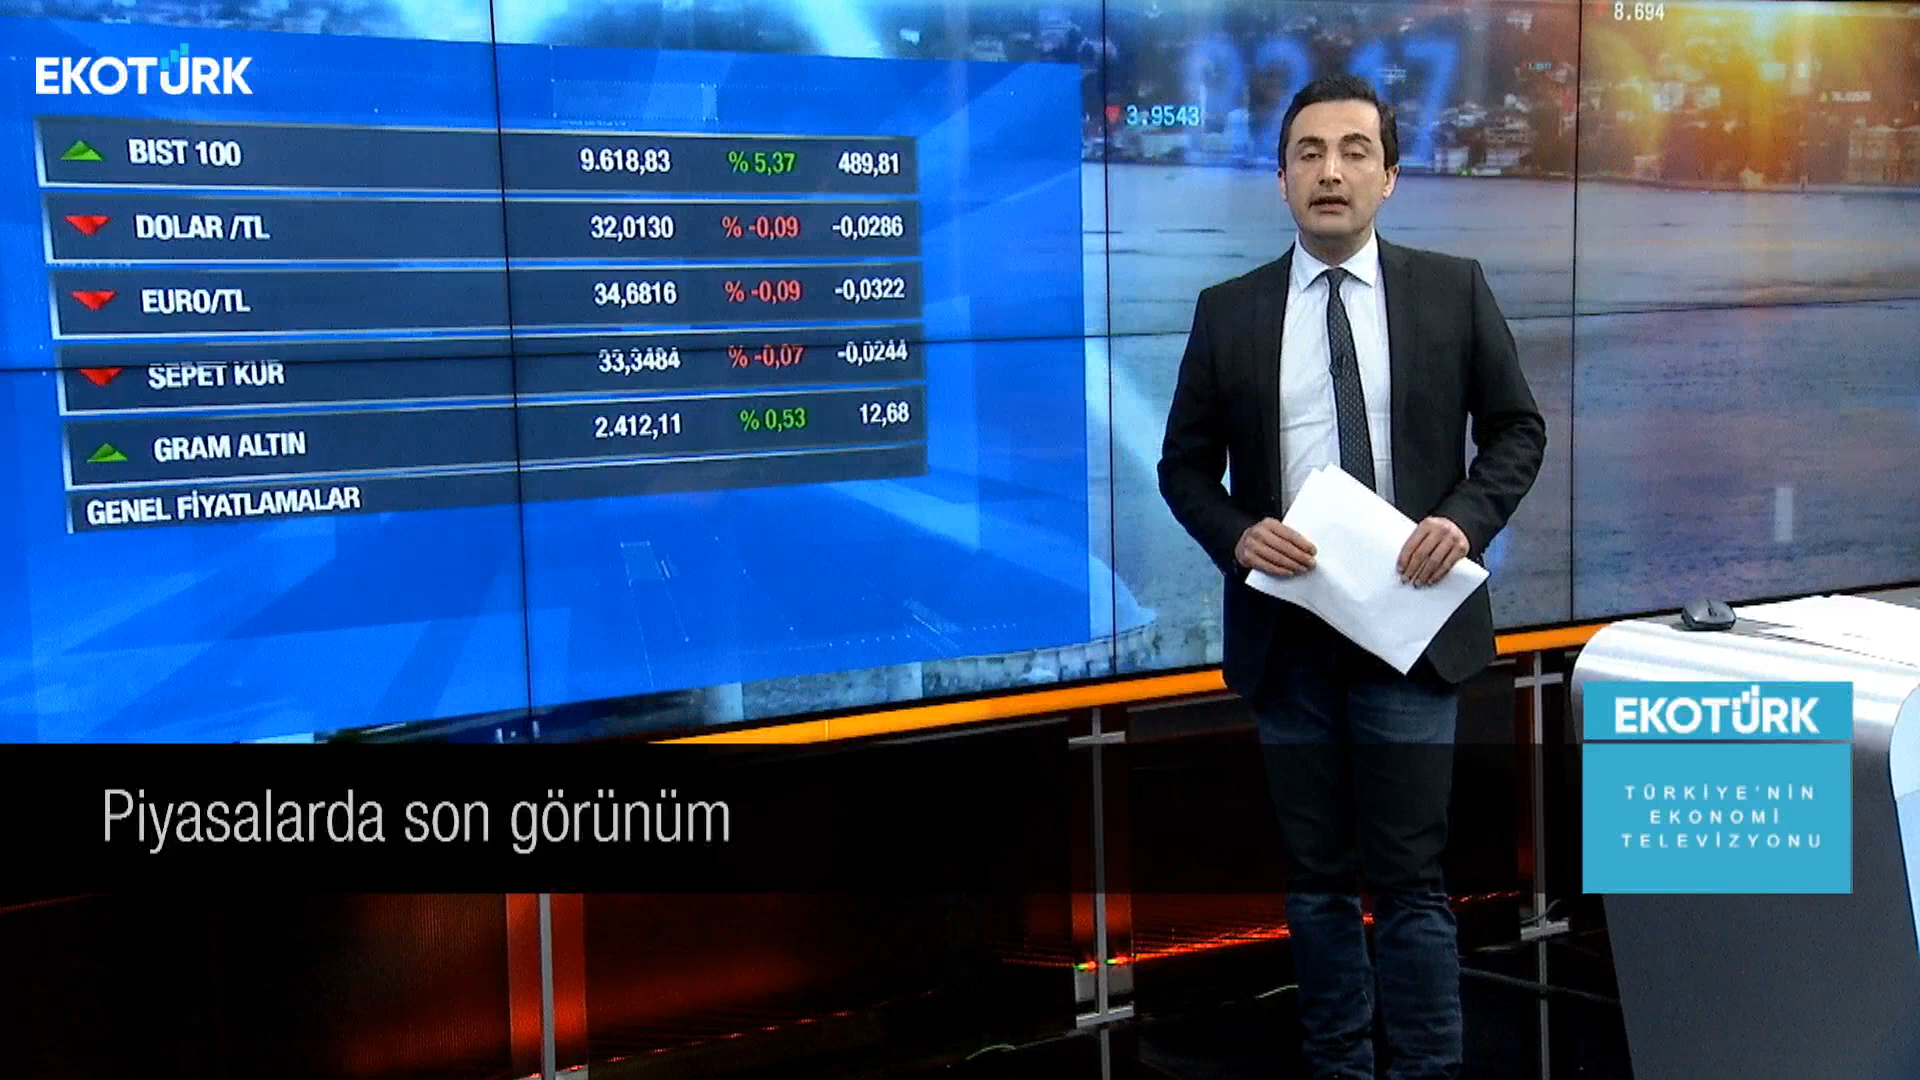 EKOTÜRK
8.694
3.9543
BIST 100 9.618,83 % 5,37 489,81
DOLAR /TL 32,0130 % -0,09 -0,0286
EURO/TL 34,6816 % -0,09 -0,0322
SEPET KUR 33,3484 % -0,07 -0,0244
GRAM ALTIN 2.412,11 % 0,53 12,68
GENEL FİYATLAMALAR
Piyasalarda son görünüm
EKOTÜRK
TÜRKİYE'NİN
EKONOMİ
TELEVİZYONU